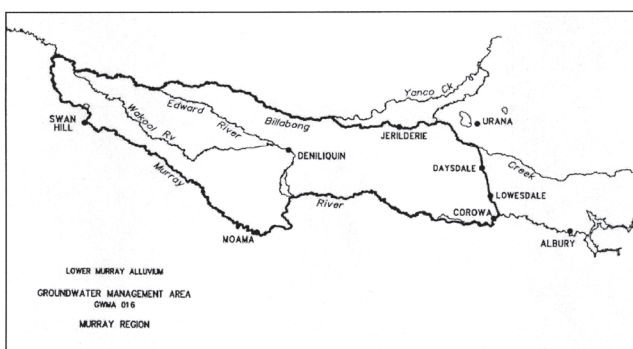 Yanco Ck
URANA
Edward
River
Billabong
Wakool Rv
SWAN
HILL
JERILDERIE
DENILIQUIN
DAYSDALE
Creek
Murray
River
LOWESDALE
COROWA
MOAMA
ALBURY
LOWER MURRAY ALLUVIUM
GROUNDWATER MANAGEMENT AREA
GWMA 016
MURRAY REGION